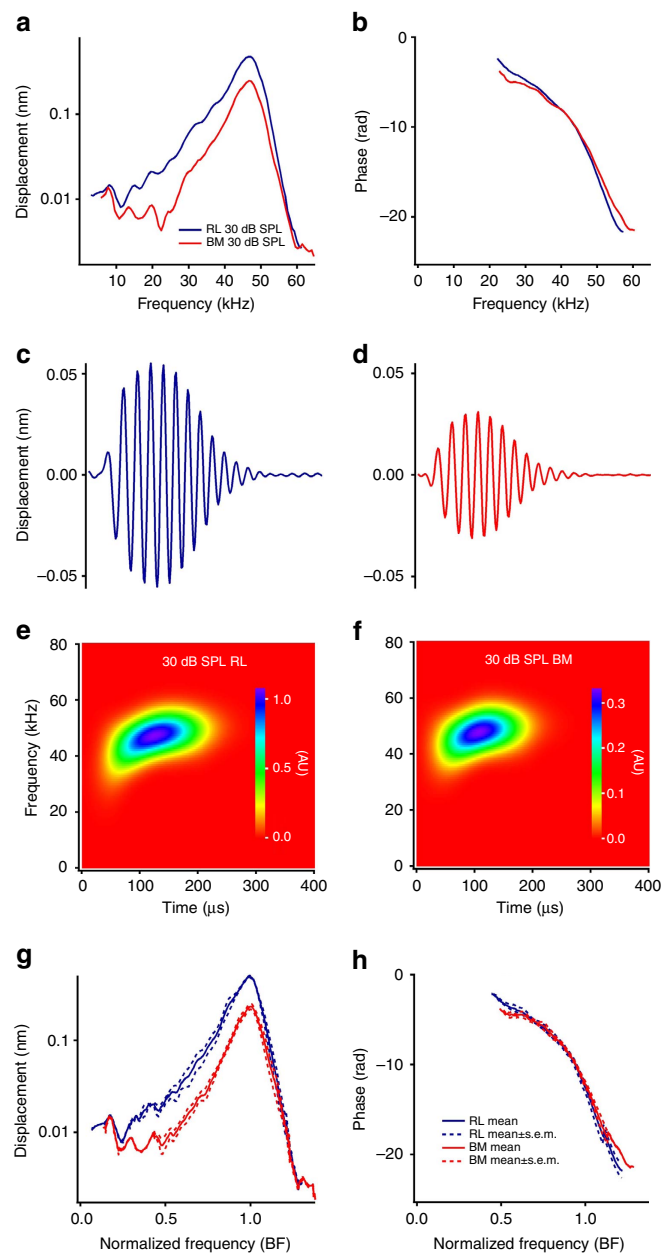 a
Displacement (nm)
0.1
0.01
RL 30 dB SPL
BM 30 dB SPL
10 20 30 40 50 60
Frequency (kHz)
b
Phase (rad)
0
−10
−20
0 10 20 30 40 50 60
Frequency (kHz)
c
Displacement (nm)
0.05
0.00
−0.05
d
0.05
0.00
−0.05
e
Frequency (kHz)
80
60
40
20
0
30 dB SPL RL
1.0
0.5
0.0
(AU)
0 100 200 300 400
Time (μs)
f
80
60
40
20
0
30 dB SPL BM
0.3
0.2
0.1
0.0
(AU)
0 100 200 300 400
Time (μs)
g
Displacement (nm)
0.1
0.01
0.0 0.5 1.0
Normalized frequency (BF)
h
Phase (rad)
0
−10
−20
RL mean
RL mean±s.e.m.
BM mean
BM mean±s.e.m.
0.0 0.5 1.0
Normalized frequency (BF)